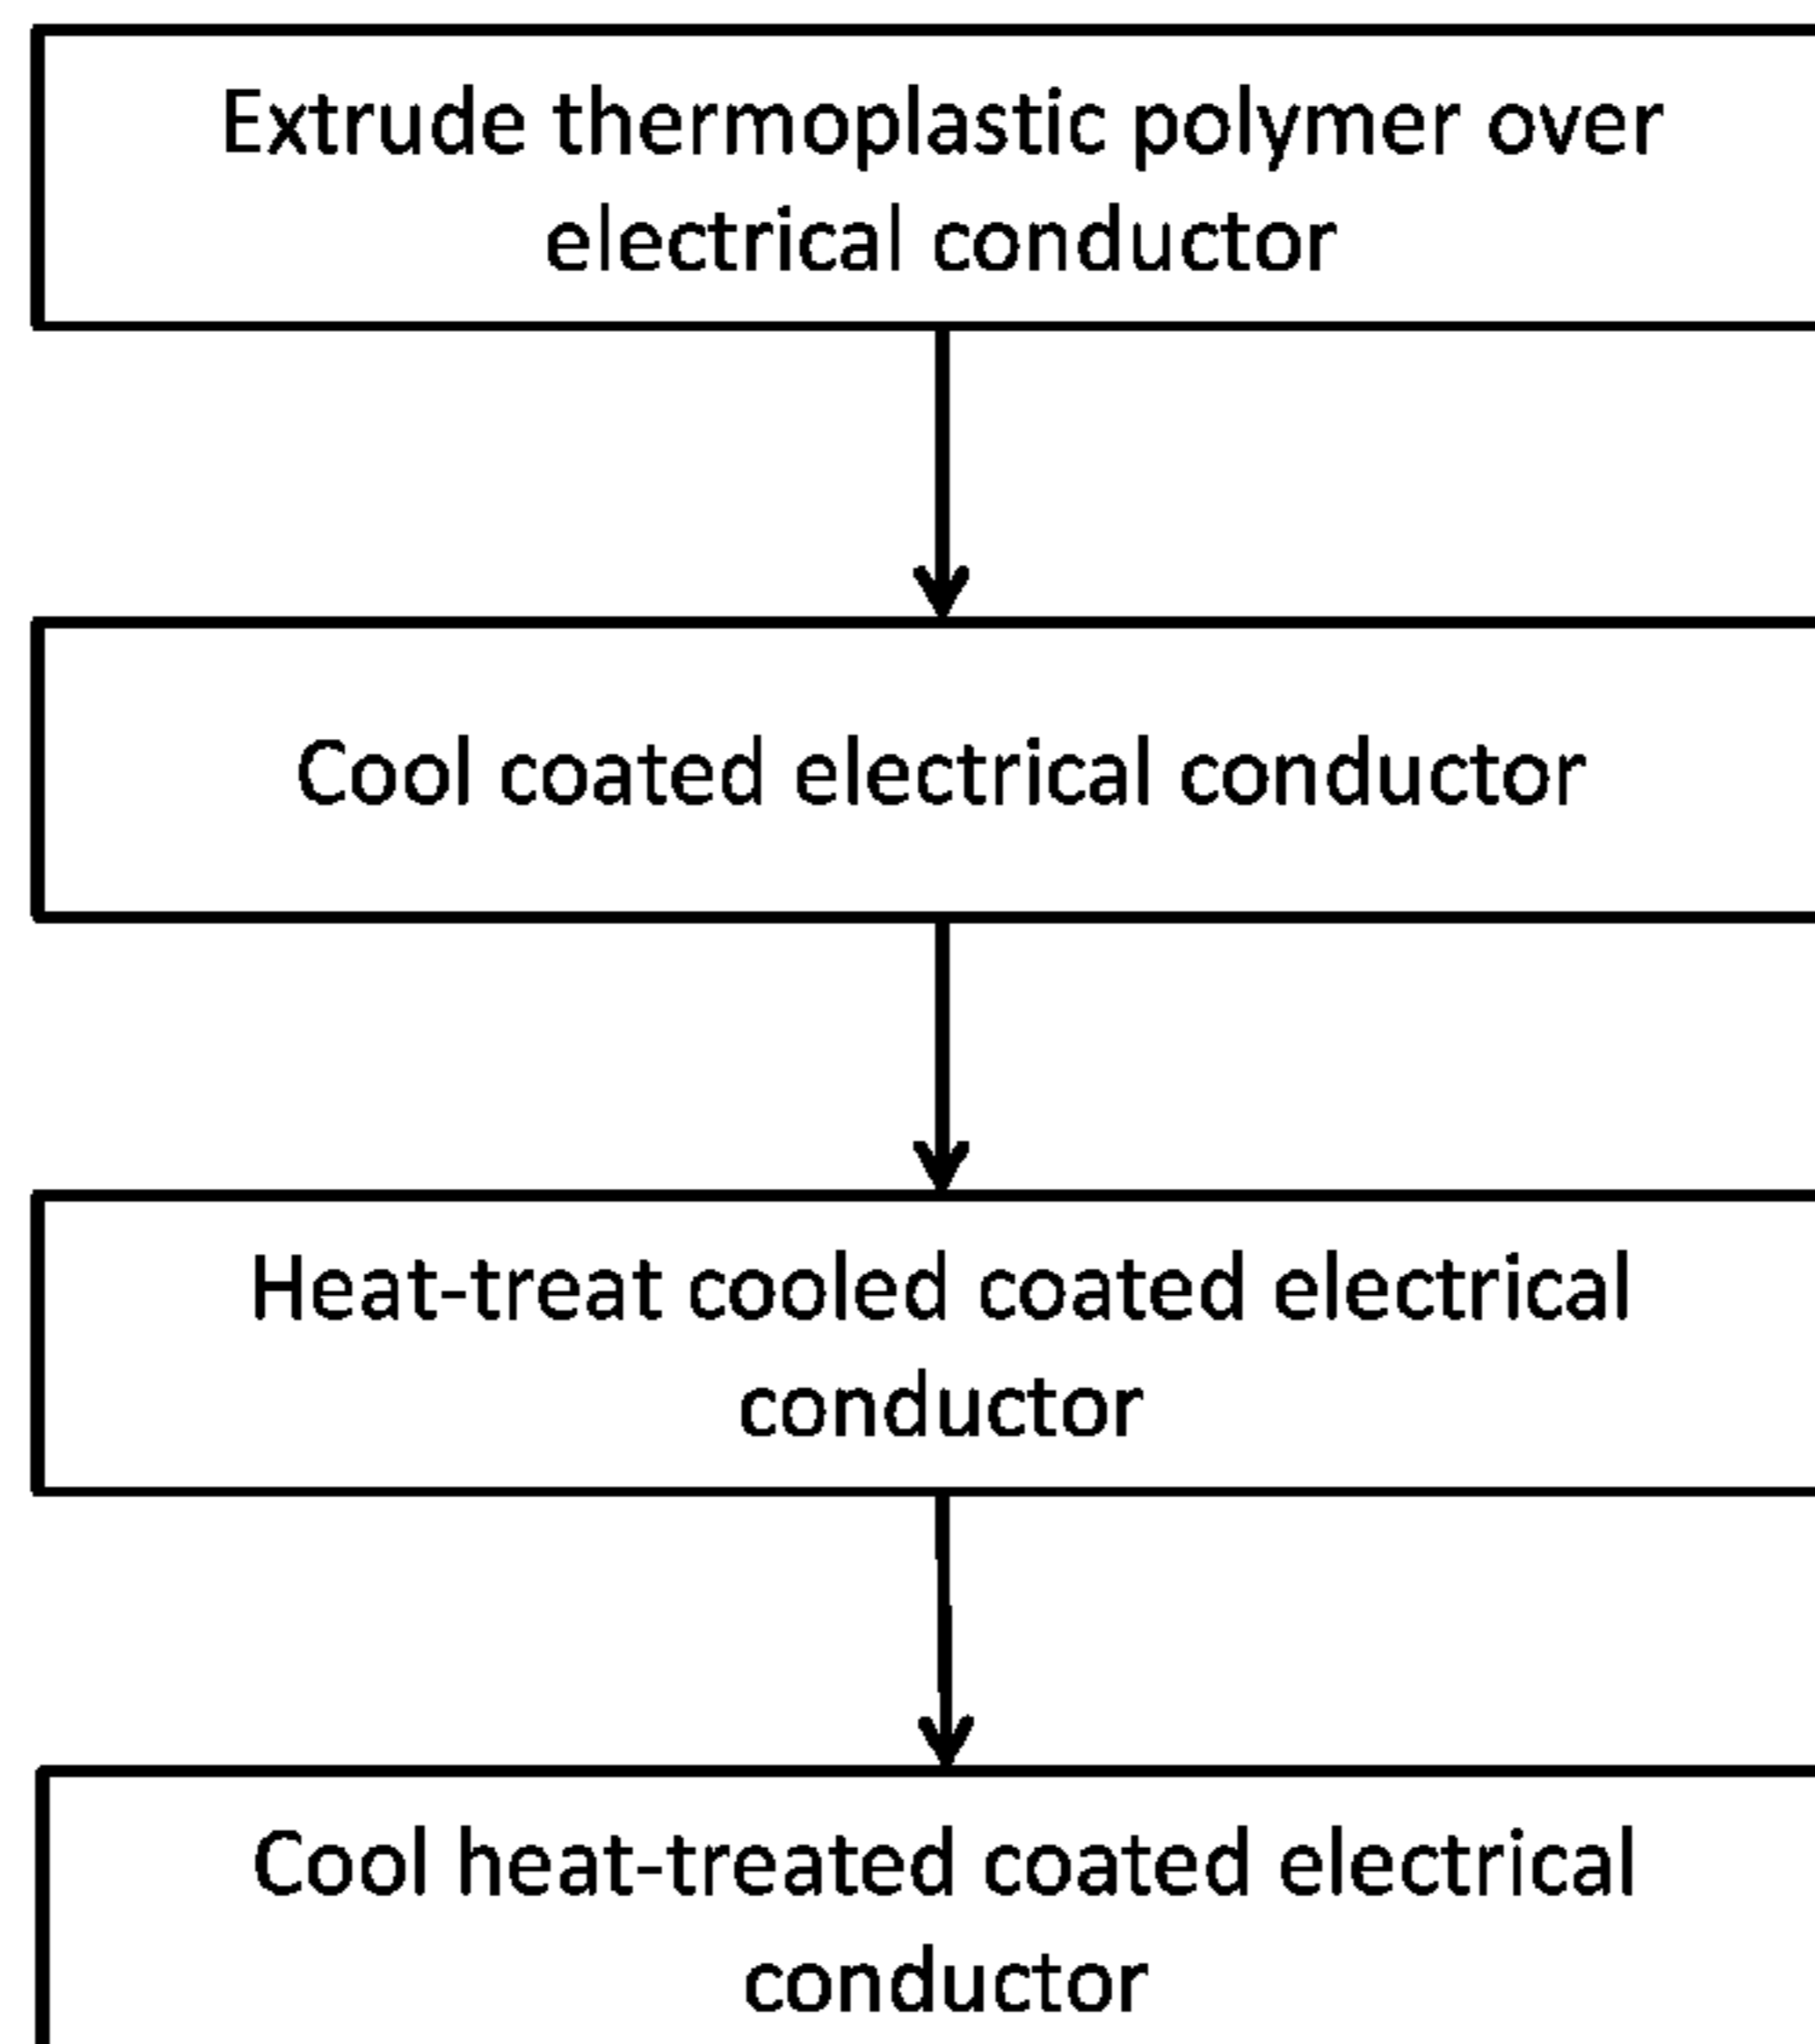 Extrude thermoplastic polymer over
electrical conductor
Cool coated electrical conductor
Heat-treat cooled coated electrical
conductor
Cool heat-treated coated electrical
conductor